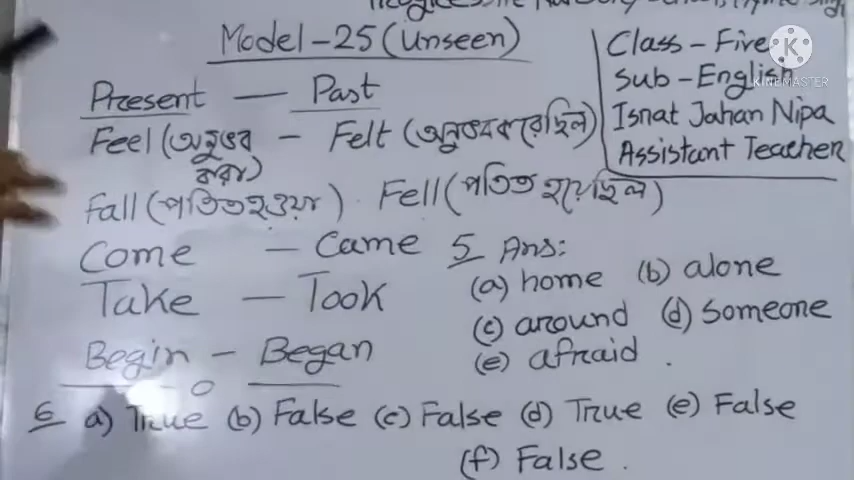 Model-25 (Unseen)
Class - Five
Sub - English
Isnat Jahan Nipa
Assistant Teacher
Present — Past
Feel (অনুভব করা) - Felt (অনুভব করেছিল)
Fall (পতিত হওয়া) Fell (পতিত হয়েছিল)
Come - Came
Take - Took
Begin - Began
5 Ans:
(a) home (b) alone
(c) around (d) Someone
(e) afraid.
6 a) True (b) False (c) False (d) True (e) False
(f) False.
KINEMASTER